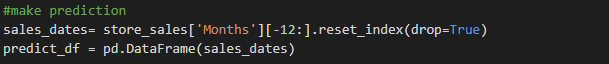 #make prediction
sales_dates= store_sales['Months'][-12:].reset_index(drop=True)
predict_df = pd.DataFrame(sales_dates)